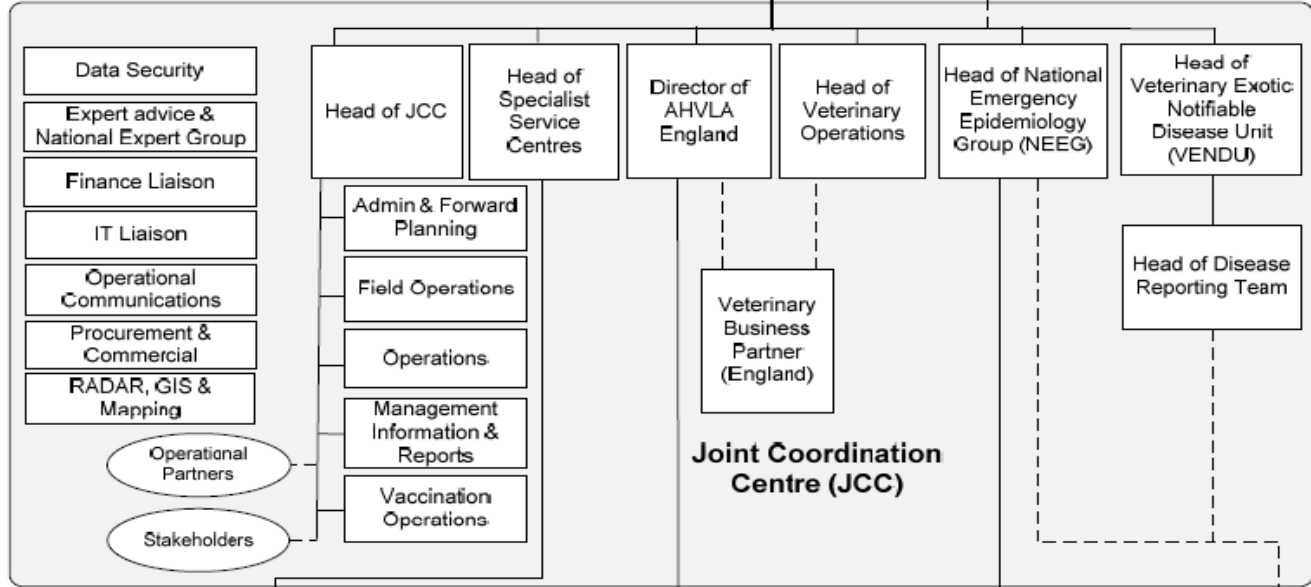 Data Security
Expert advice &
National Expert Group
Finance Liaison
IT Liaison
Operational
Communications
Procurement &
Commercial
RADAR, GIS &
Mapping
Operational
Partners
Stakeholders
Head of JCC
Admin & Forward
Planning
Field Operations
Operations
Management
Information &
Reports
Vaccination
Operations
Head of
Specialist
Service
Centres
Director of
AHVLA
England
Head of
Veterinary
Operations
Veterinary
Business
Partner
(England)
Head of National
Emergency
Epidemiology
Group (NEEG)
Head of
Veterinary Exotic
Notifiable
Disease Unit
(VENDU)
Head of Disease
Reporting Team
Joint Coordination
Centre (JCC)